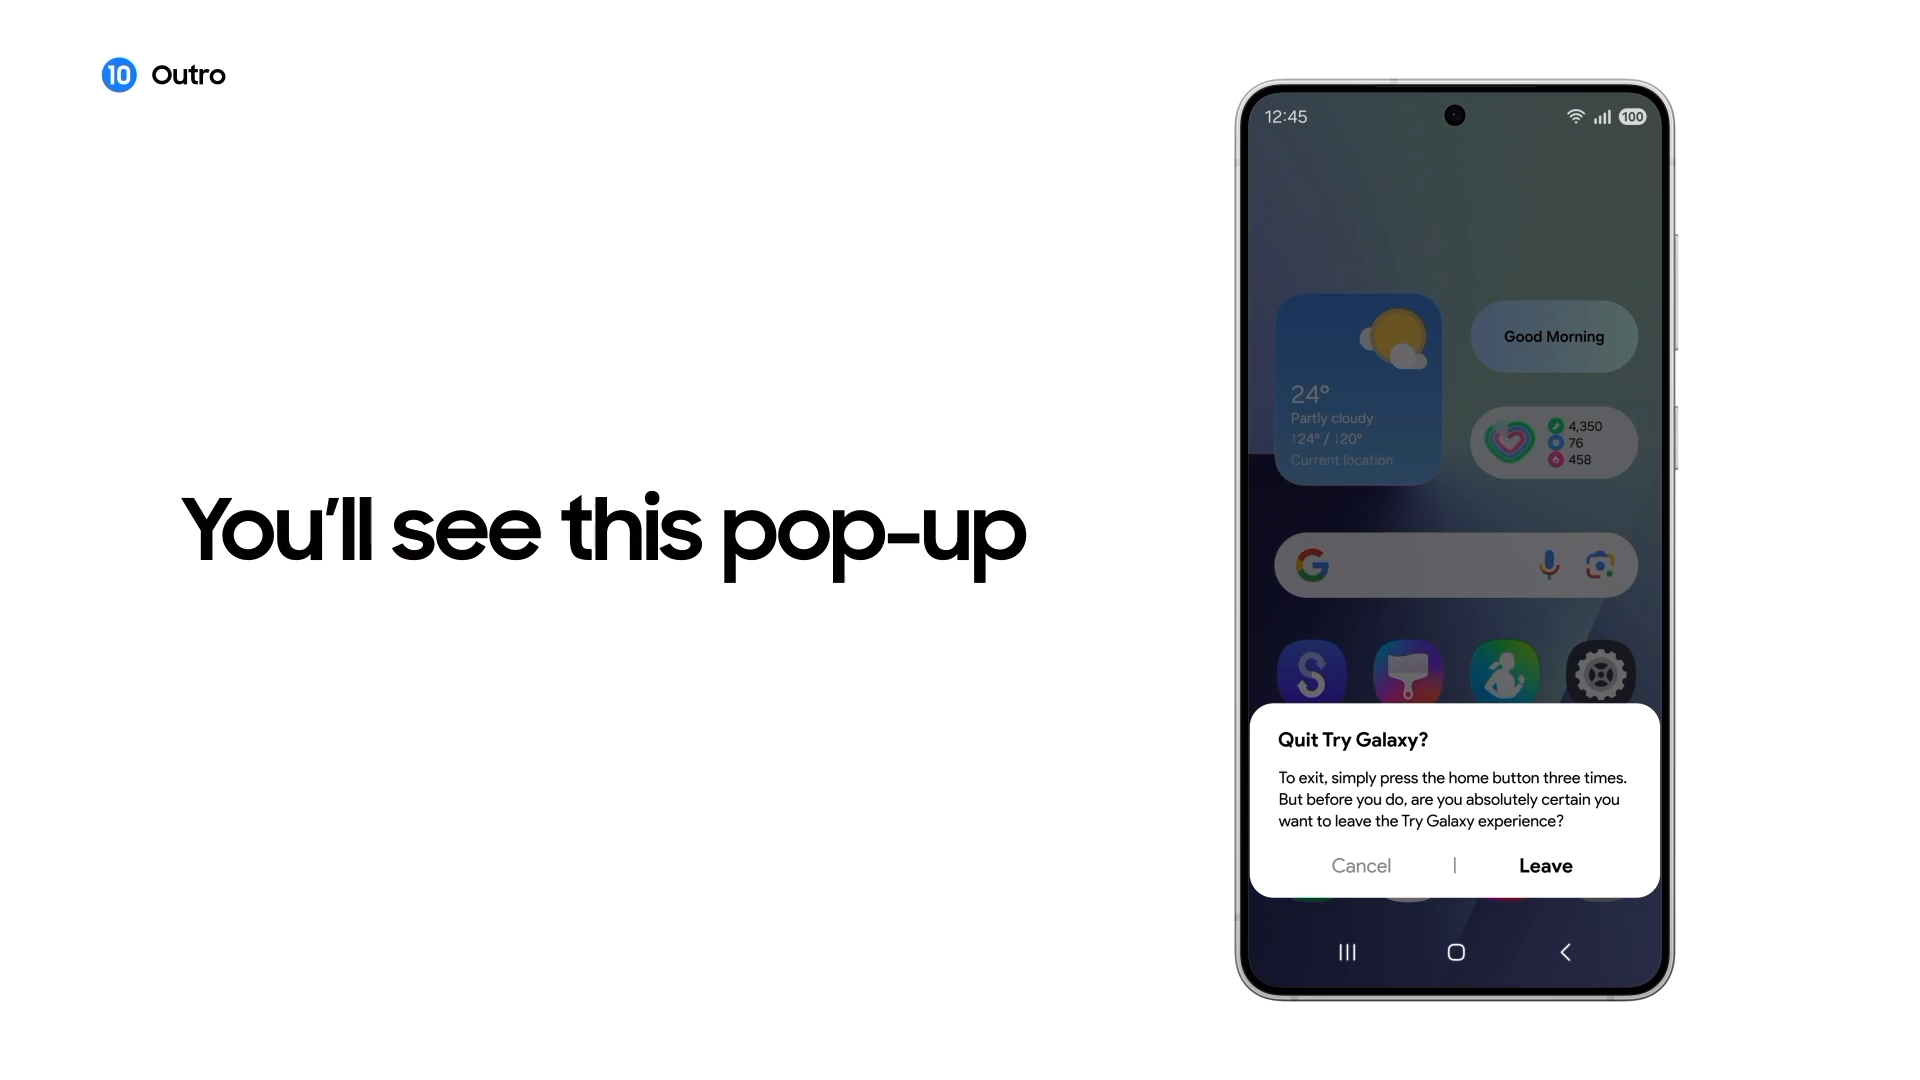 10 Outro
12:45
100
Good Morning
24°
Partly cloudy
↑24° / ↓20°
Current location
4,350
76
458
You’ll see this pop-up
Quit Try Galaxy?
To exit, simply press the home button three times.
But before you do, are you absolutely certain you
want to leave the Try Galaxy experience?
Cancel | Leave